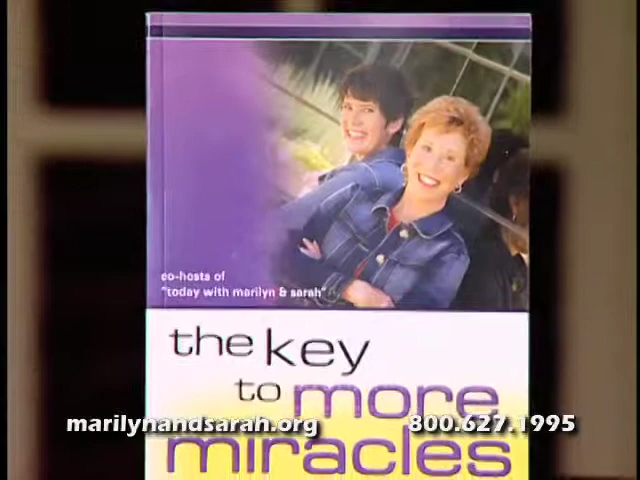 co-hosts of
"today with marilyn & sarah"
the key
to more
marilynandsarah.org 800.627.1995
miracles